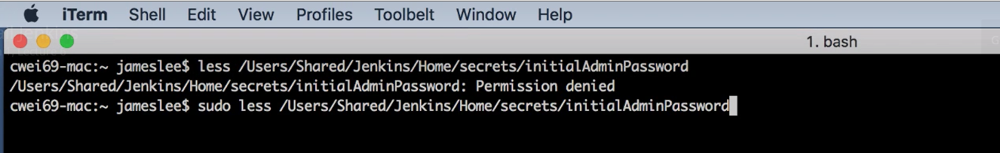 iTerm Shell Edit View Profiles Toolbelt Window Help
1. bash
cwei69-mac:~ jameslee$ less /Users/Shared/Jenkins/Home/secrets/initialAdminPassword
/Users/Shared/Jenkins/Home/secrets/initialAdminPassword: Permission denied
cwei69-mac:~ jameslee$ sudo less /Users/Shared/Jenkins/Home/secrets/initialAdminPassword